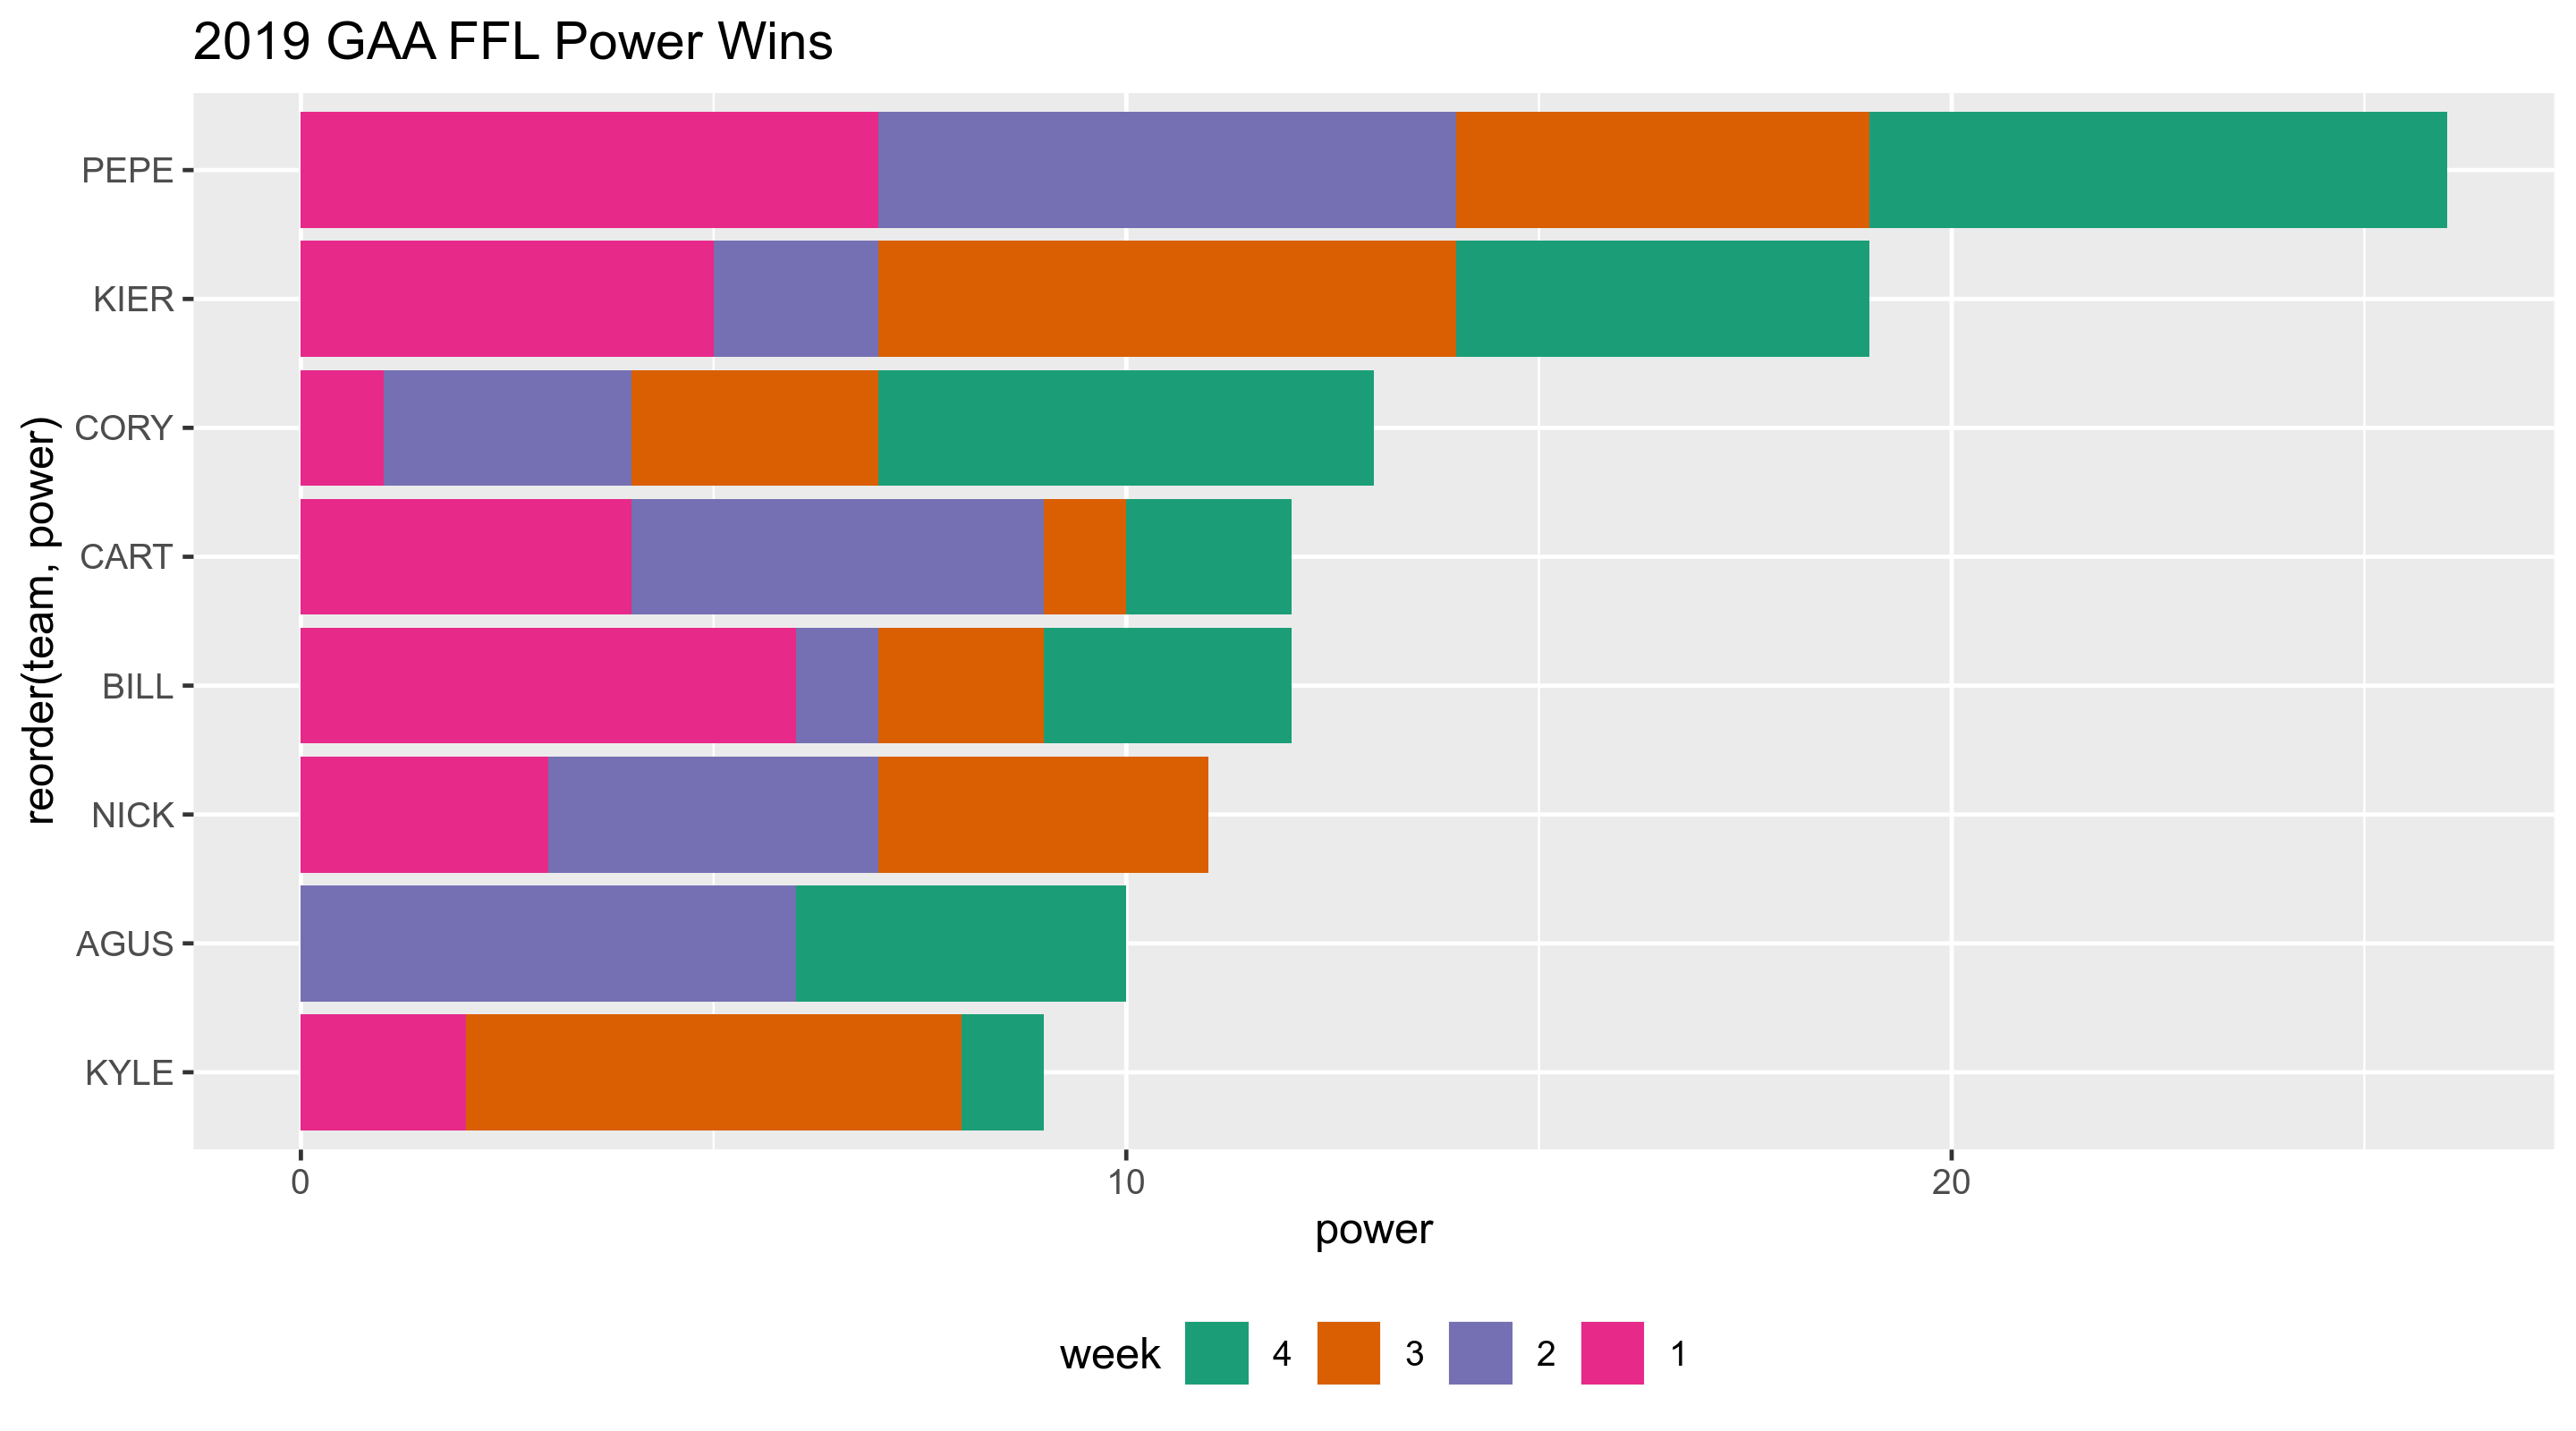 2019 GAA FFL Power Wins
reorder(team, power)
PEPE
KIER
CORY
CART
BILL
NICK
AGUS
KYLE
0 10 20
power
week 4 3 2 1